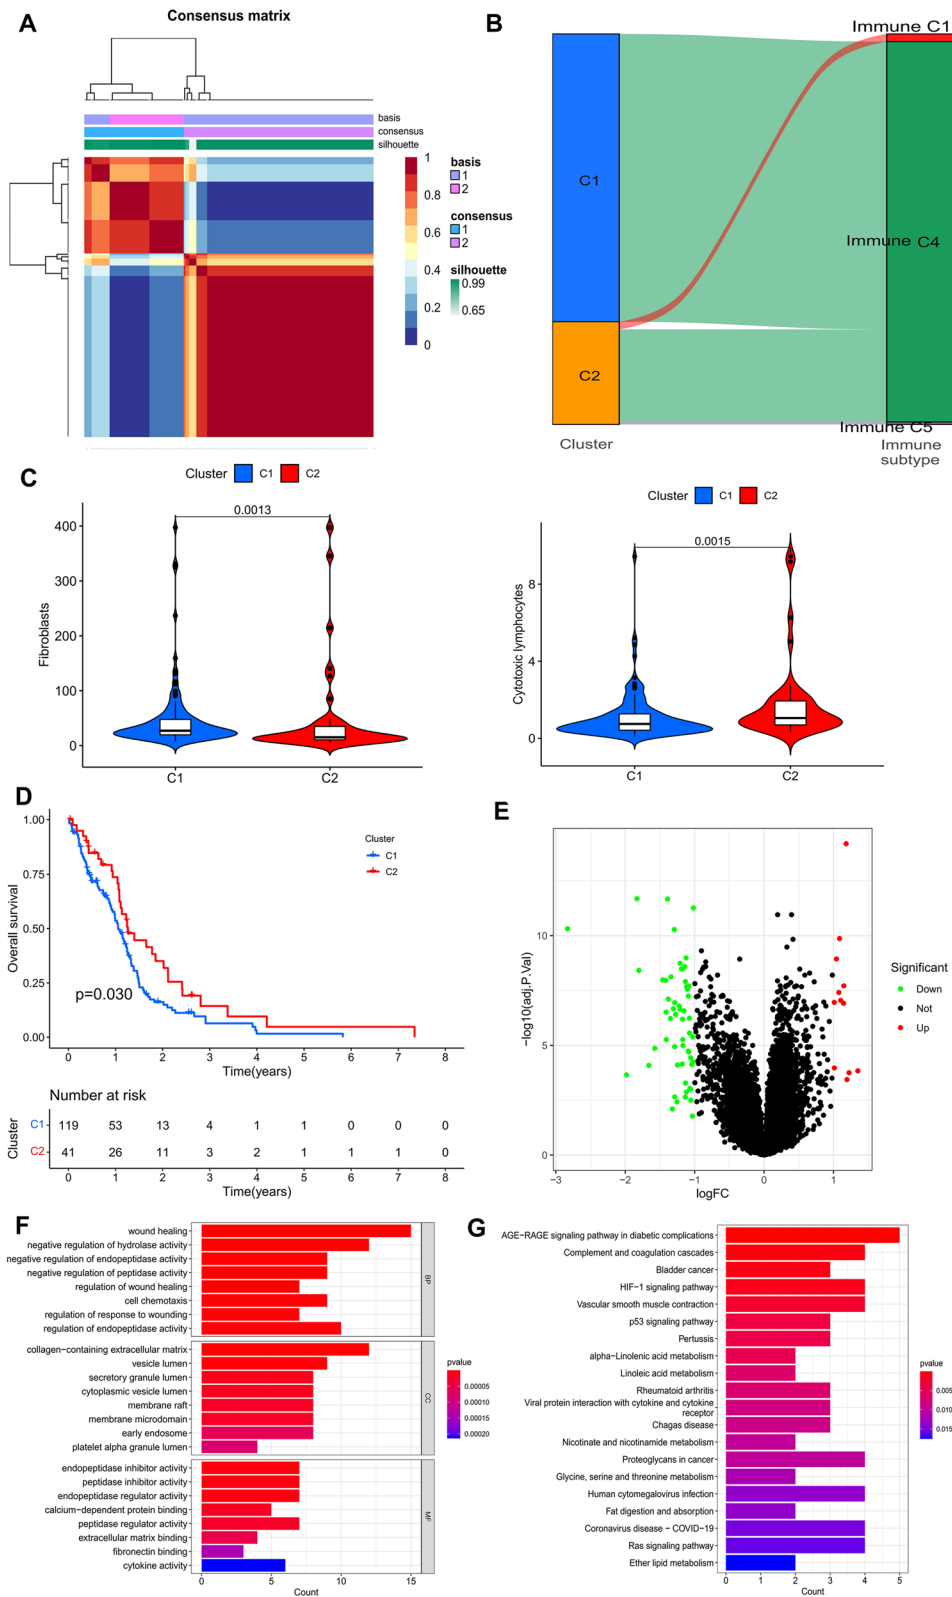 A
Consensus matrix
basis
consensus
silhouette
1
0.8
0.6
0.4
0.2
0
basis
1
2
consensus
1
2
silhouette
0.99
0.65
B
C1
C2
Cluster
Immune C1
Immune C4
Immune C5
Immune
subtype
C
Cluster C1 C2
0.0013
Fibroblasts
400
300
200
100
0
C1 C2
Cluster C1 C2
0.0015
Cytotoxic lymphocytes
8
4
0
C1 C2
D
Overall survival
1.00
0.75
0.50
0.25
0.00
p=0.030
Cluster
C1
C2
0 1 2 3 4 5 6 7 8
Time(years)
Number at risk
Cluster
C1 119 53 13 4 1 1 0 0 0
C2 41 26 11 3 2 1 1 1 0
0 1 2 3 4 5 6 7 8
Time(years)
E
−log10(adj.P.Val)
10
5
0
−3 −2 −1 0 1
logFC
Significant
Down
Not
Up
F
wound healing
negative regulation of hydrolase activity
negative regulation of endopeptidase activity
negative regulation of peptidase activity
regulation of wound healing
cell chemotaxis
regulation of response to wounding
regulation of endopeptidase activity
BP
collagen−containing extracellular matrix
vesicle lumen
secretory granule lumen
cytoplasmic vesicle lumen
membrane raft
membrane microdomain
early endosome
platelet alpha granule lumen
CC
endopeptidase inhibitor activity
peptidase inhibitor activity
endopeptidase regulator activity
calcium−dependent protein binding
peptidase regulator activity
extracellular matrix binding
fibronectin binding
cytokine activity
MF
0 5 10 15
Count
pvalue
0.00005
0.00010
0.00015
0.00020
G
AGE−RAGE signaling pathway in diabetic complications
Complement and coagulation cascades
Bladder cancer
HIF−1 signaling pathway
Vascular smooth muscle contraction
p53 signaling pathway
Pertussis
alpha−Linolenic acid metabolism
Linoleic acid metabolism
Rheumatoid arthritis
Viral protein interaction with cytokine and cytokine
receptor
Chagas disease
Nicotinate and nicotinamide metabolism
Proteoglycans in cancer
Glycine, serine and threonine metabolism
Human cytomegalovirus infection
Fat digestion and absorption
Coronavirus disease − COVID−19
Ras signaling pathway
Ether lipid metabolism
0 1 2 3 4 5
Count
pvalue
0.005
0.010
0.015